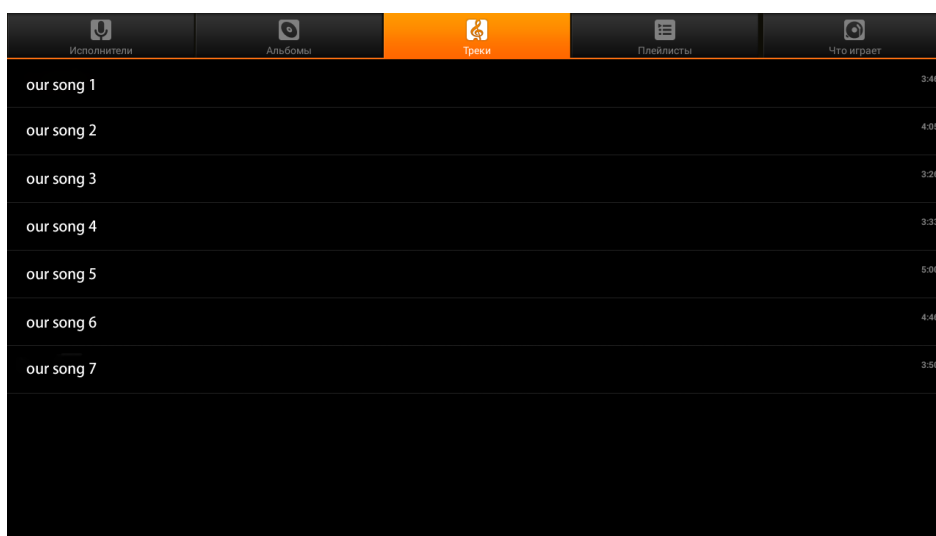 Исполнители Альбомы Треки Плейлисты Что играет
our song 1
our song 2
our song 3
our song 4
our song 5
our song 6
our song 7